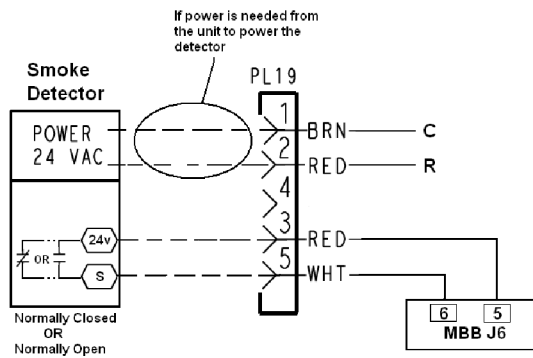 If power is needed from
the unit to power the
detector
Smoke
Detector
PL19
POWER
24 VAC
1
BRN
C
2
RED
R
4
24v
3
RED
OR
S
5
WHT
6
5
MBB J6
Normally Closed
OR
Normally Open